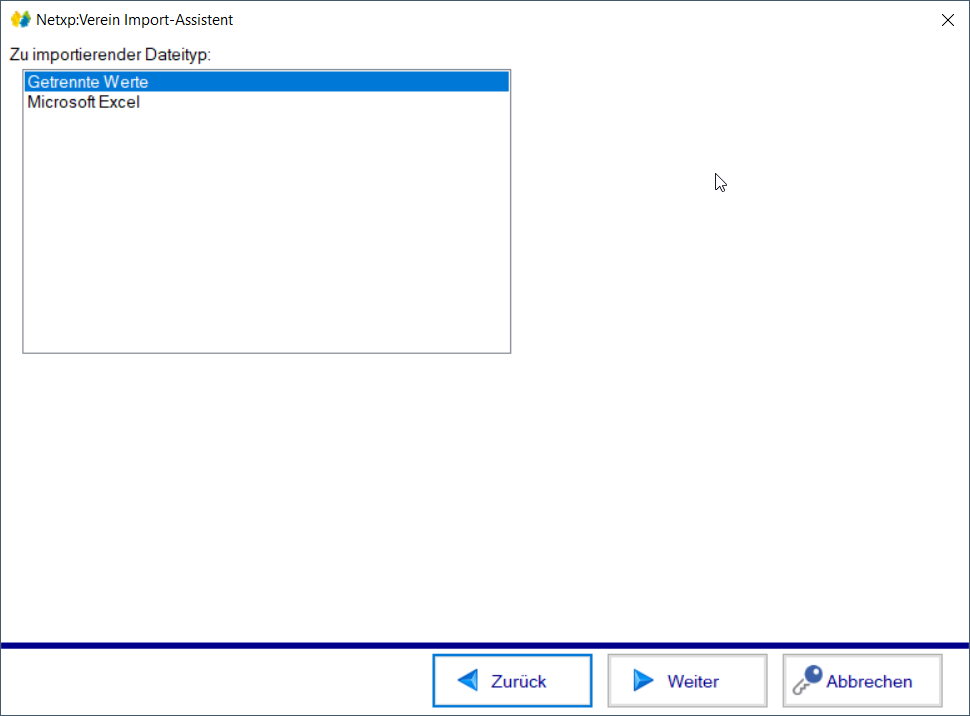 Netxp:Verein Import-Assistent
Zu importierender Dateityp:
Getrennte Werte
Microsoft Excel
Zurück
Weiter
Abbrechen